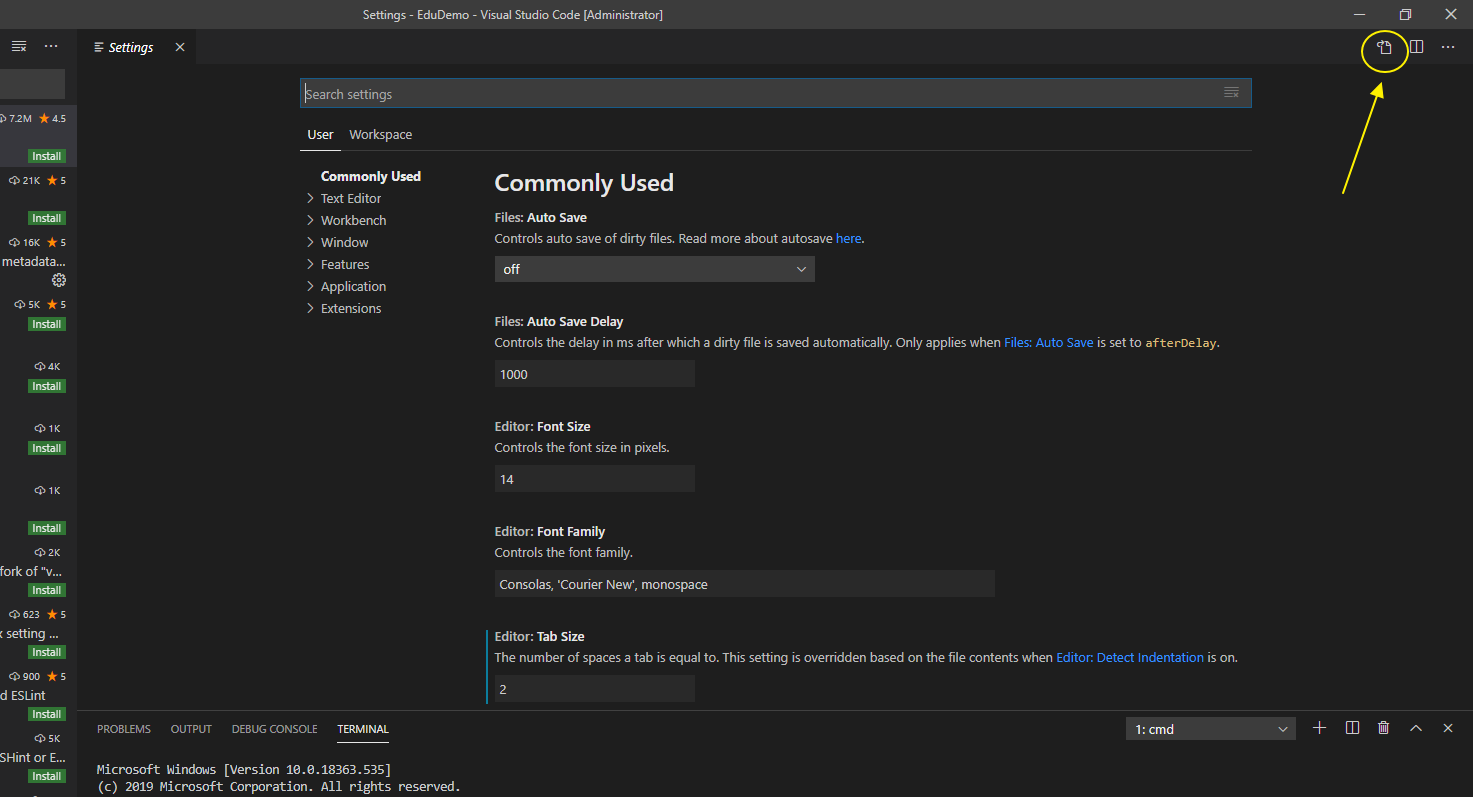 Settings - EduDemo - Visual Studio Code [Administrator]
Settings
7.2M 4.5
Install
21K 5
Install
16K 5
metadata...
5K 5
Install
4K
Install
1K
Install
1K
Install
2K
fork of "v...
Install
623 5
x setting ...
Install
900 5
d ESLint
Install
5K
SHint or E...
Install
Search settings
User Workspace
Commonly Used
Text Editor
Workbench
Window
Features
Application
Extensions
Commonly Used
Files: Auto Save
Controls auto save of dirty files. Read more about autosave here.
off
Files: Auto Save Delay
Controls the delay in ms after which a dirty file is saved automatically. Only applies when Files: Auto Save is set to afterDelay.
1000
Editor: Font Size
Controls the font size in pixels.
14
Editor: Font Family
Controls the font family.
Consolas, 'Courier New', monospace
Editor: Tab Size
The number of spaces a tab is equal to. This setting is overridden based on the file contents when Editor: Detect Indentation is on.
2
PROBLEMS OUTPUT DEBUG CONSOLE TERMINAL 1: cmd
Microsoft Windows [Version 10.0.18363.535]
(c) 2019 Microsoft Corporation. All rights reserved.